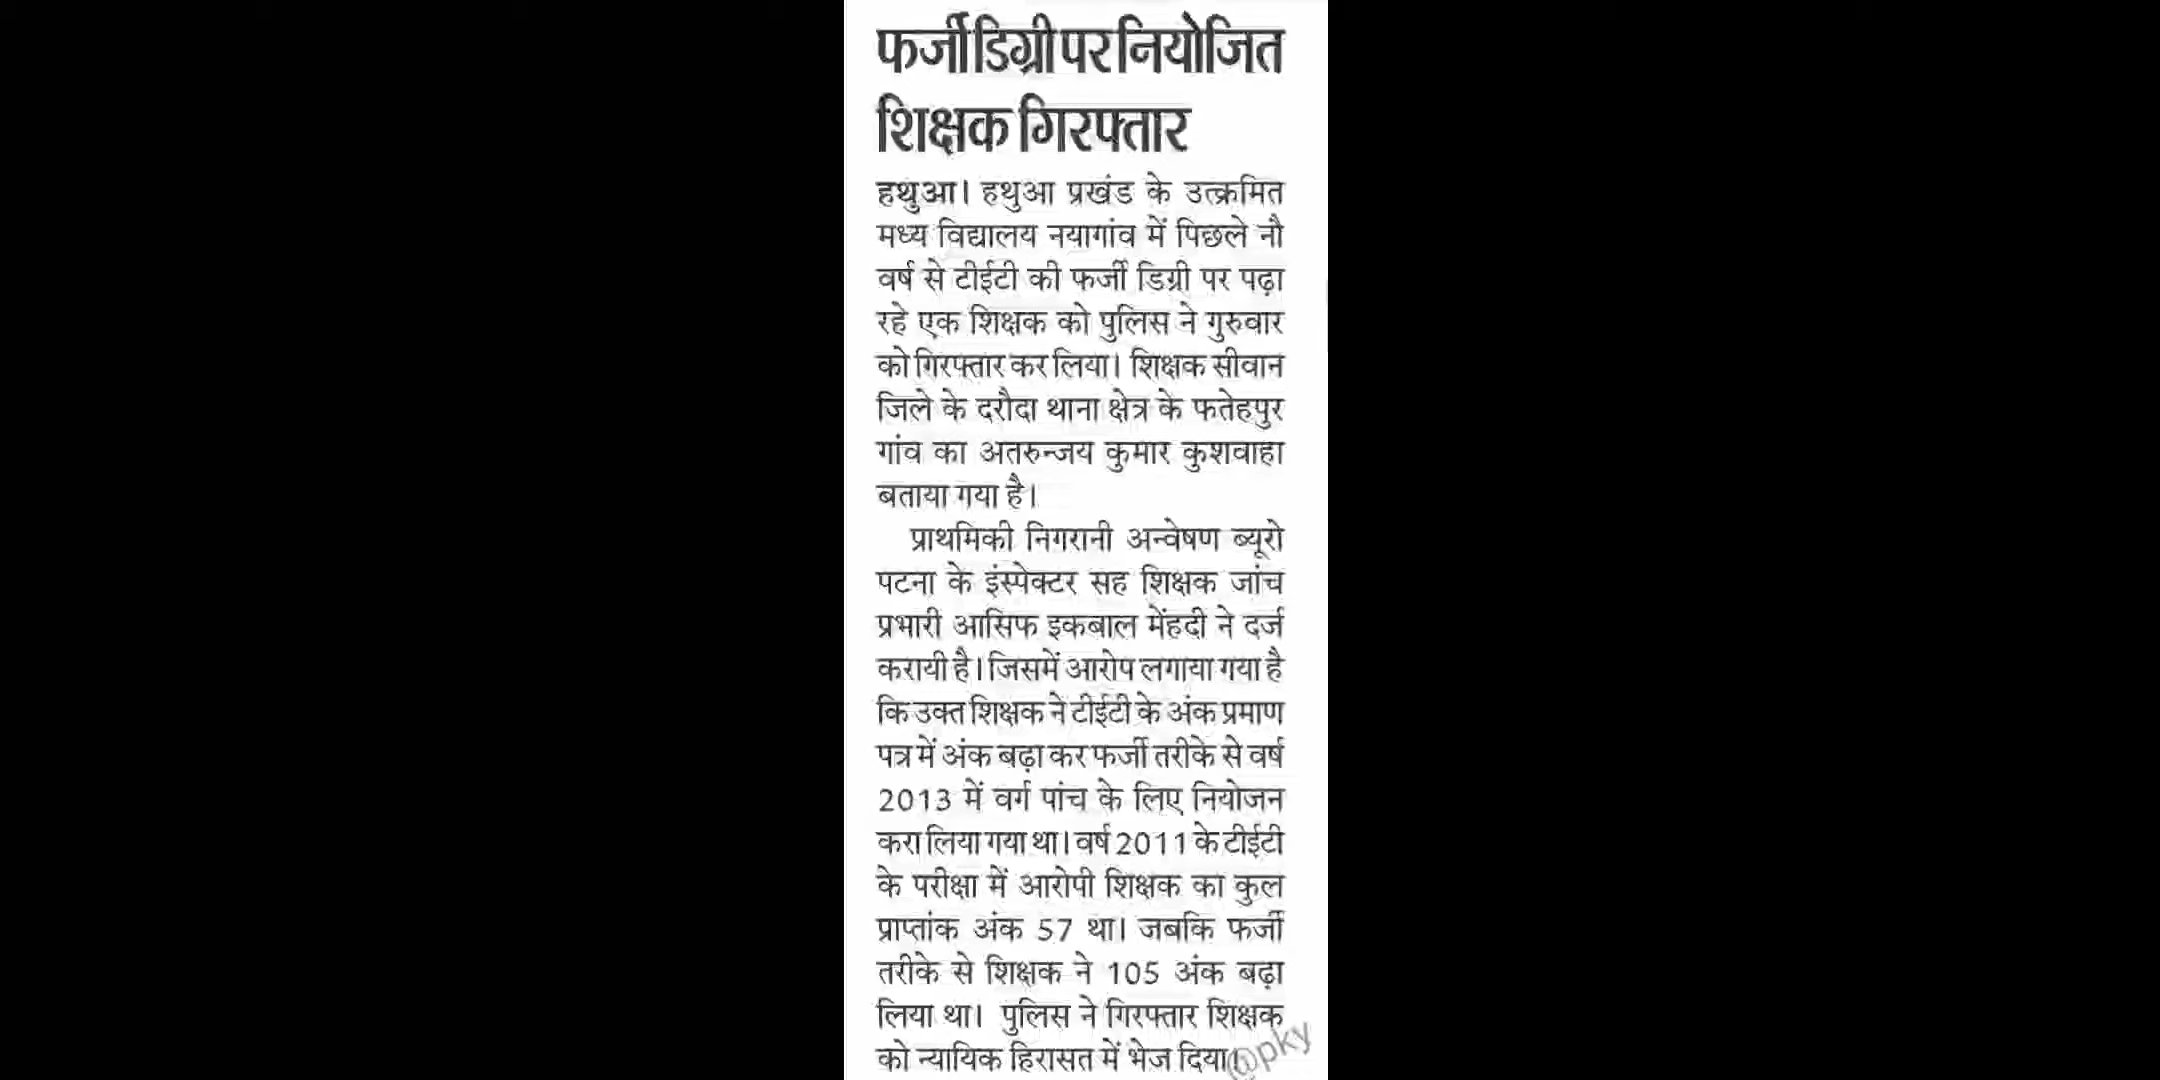 फर्जी डिग्री पर नियोजित
शिक्षक गिरफ्तार
हथुआ। हथुआ प्रखंड के उत्क्रमित
मध्य विद्यालय नयागांव में पिछले नौ
वर्ष से टीईटी की फर्जी डिग्री पर पढ़ा
रहे एक शिक्षक को पुलिस ने गुरुवार
को गिरफ्तार कर लिया। शिक्षक सीवान
जिले के दरौदा थाना क्षेत्र के फतेहपुर
गांव का अतरुन्जय कुमार कुशवाहा
बताया गया है।
प्राथमिकी निगरानी अन्वेषण ब्यूरो
पटना के इंस्पेक्टर सह शिक्षक जांच
प्रभारी आसिफ इकबाल मेंहदी ने दर्ज
करायी है। जिसमें आरोप लगाया गया है
कि उक्त शिक्षक ने टीईटी के अंक प्रमाण
पत्र में अंक बढ़ा कर फर्जी तरीके से वर्ष
2013 में वर्ग पांच के लिए नियोजन
करा लिया गया था। वर्ष 2011 के टीईटी
के परीक्षा में आरोपी शिक्षक का कुल
प्राप्तांक अंक 57 था। जबकि फर्जी
तरीके से शिक्षक ने 105 अंक बढ़ा
लिया था। पुलिस ने गिरफ्तार शिक्षक
को न्यायिक हिरासत में भेज दिया।
@pky